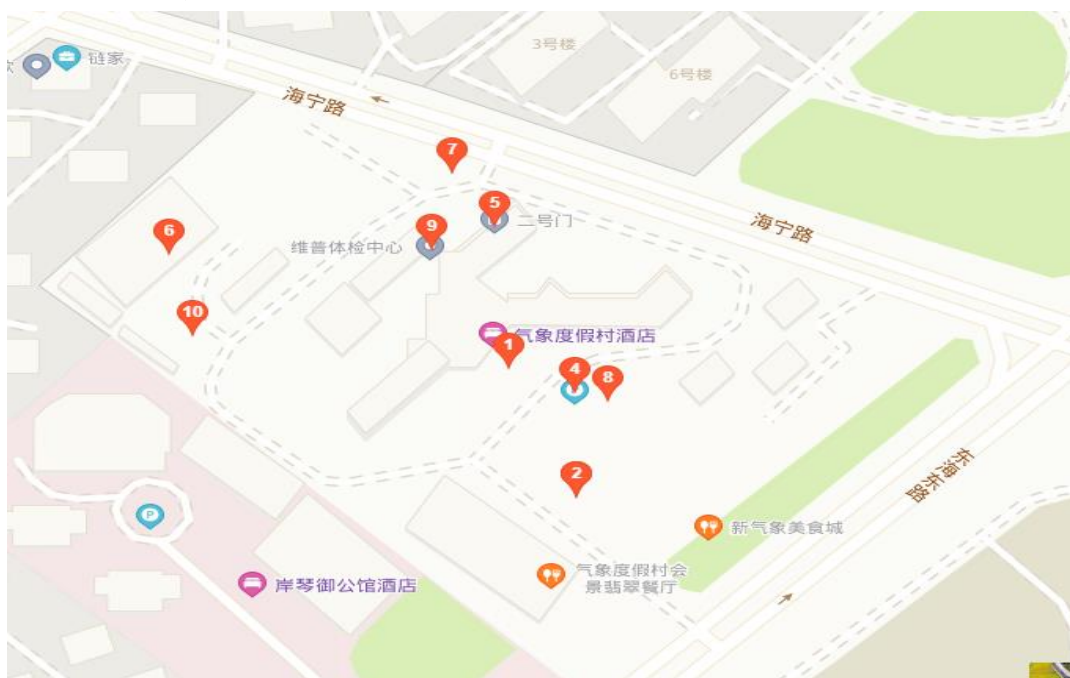 3号楼
链家
6号楼
海宁路
7
5
二号门
9
海宁路
6
维普体检中心
10
气象度假村酒店
1
4
8
东海东路
2
P
新气象美食城
气象度假村会
景翡翠餐厅
岸琴御公馆酒店